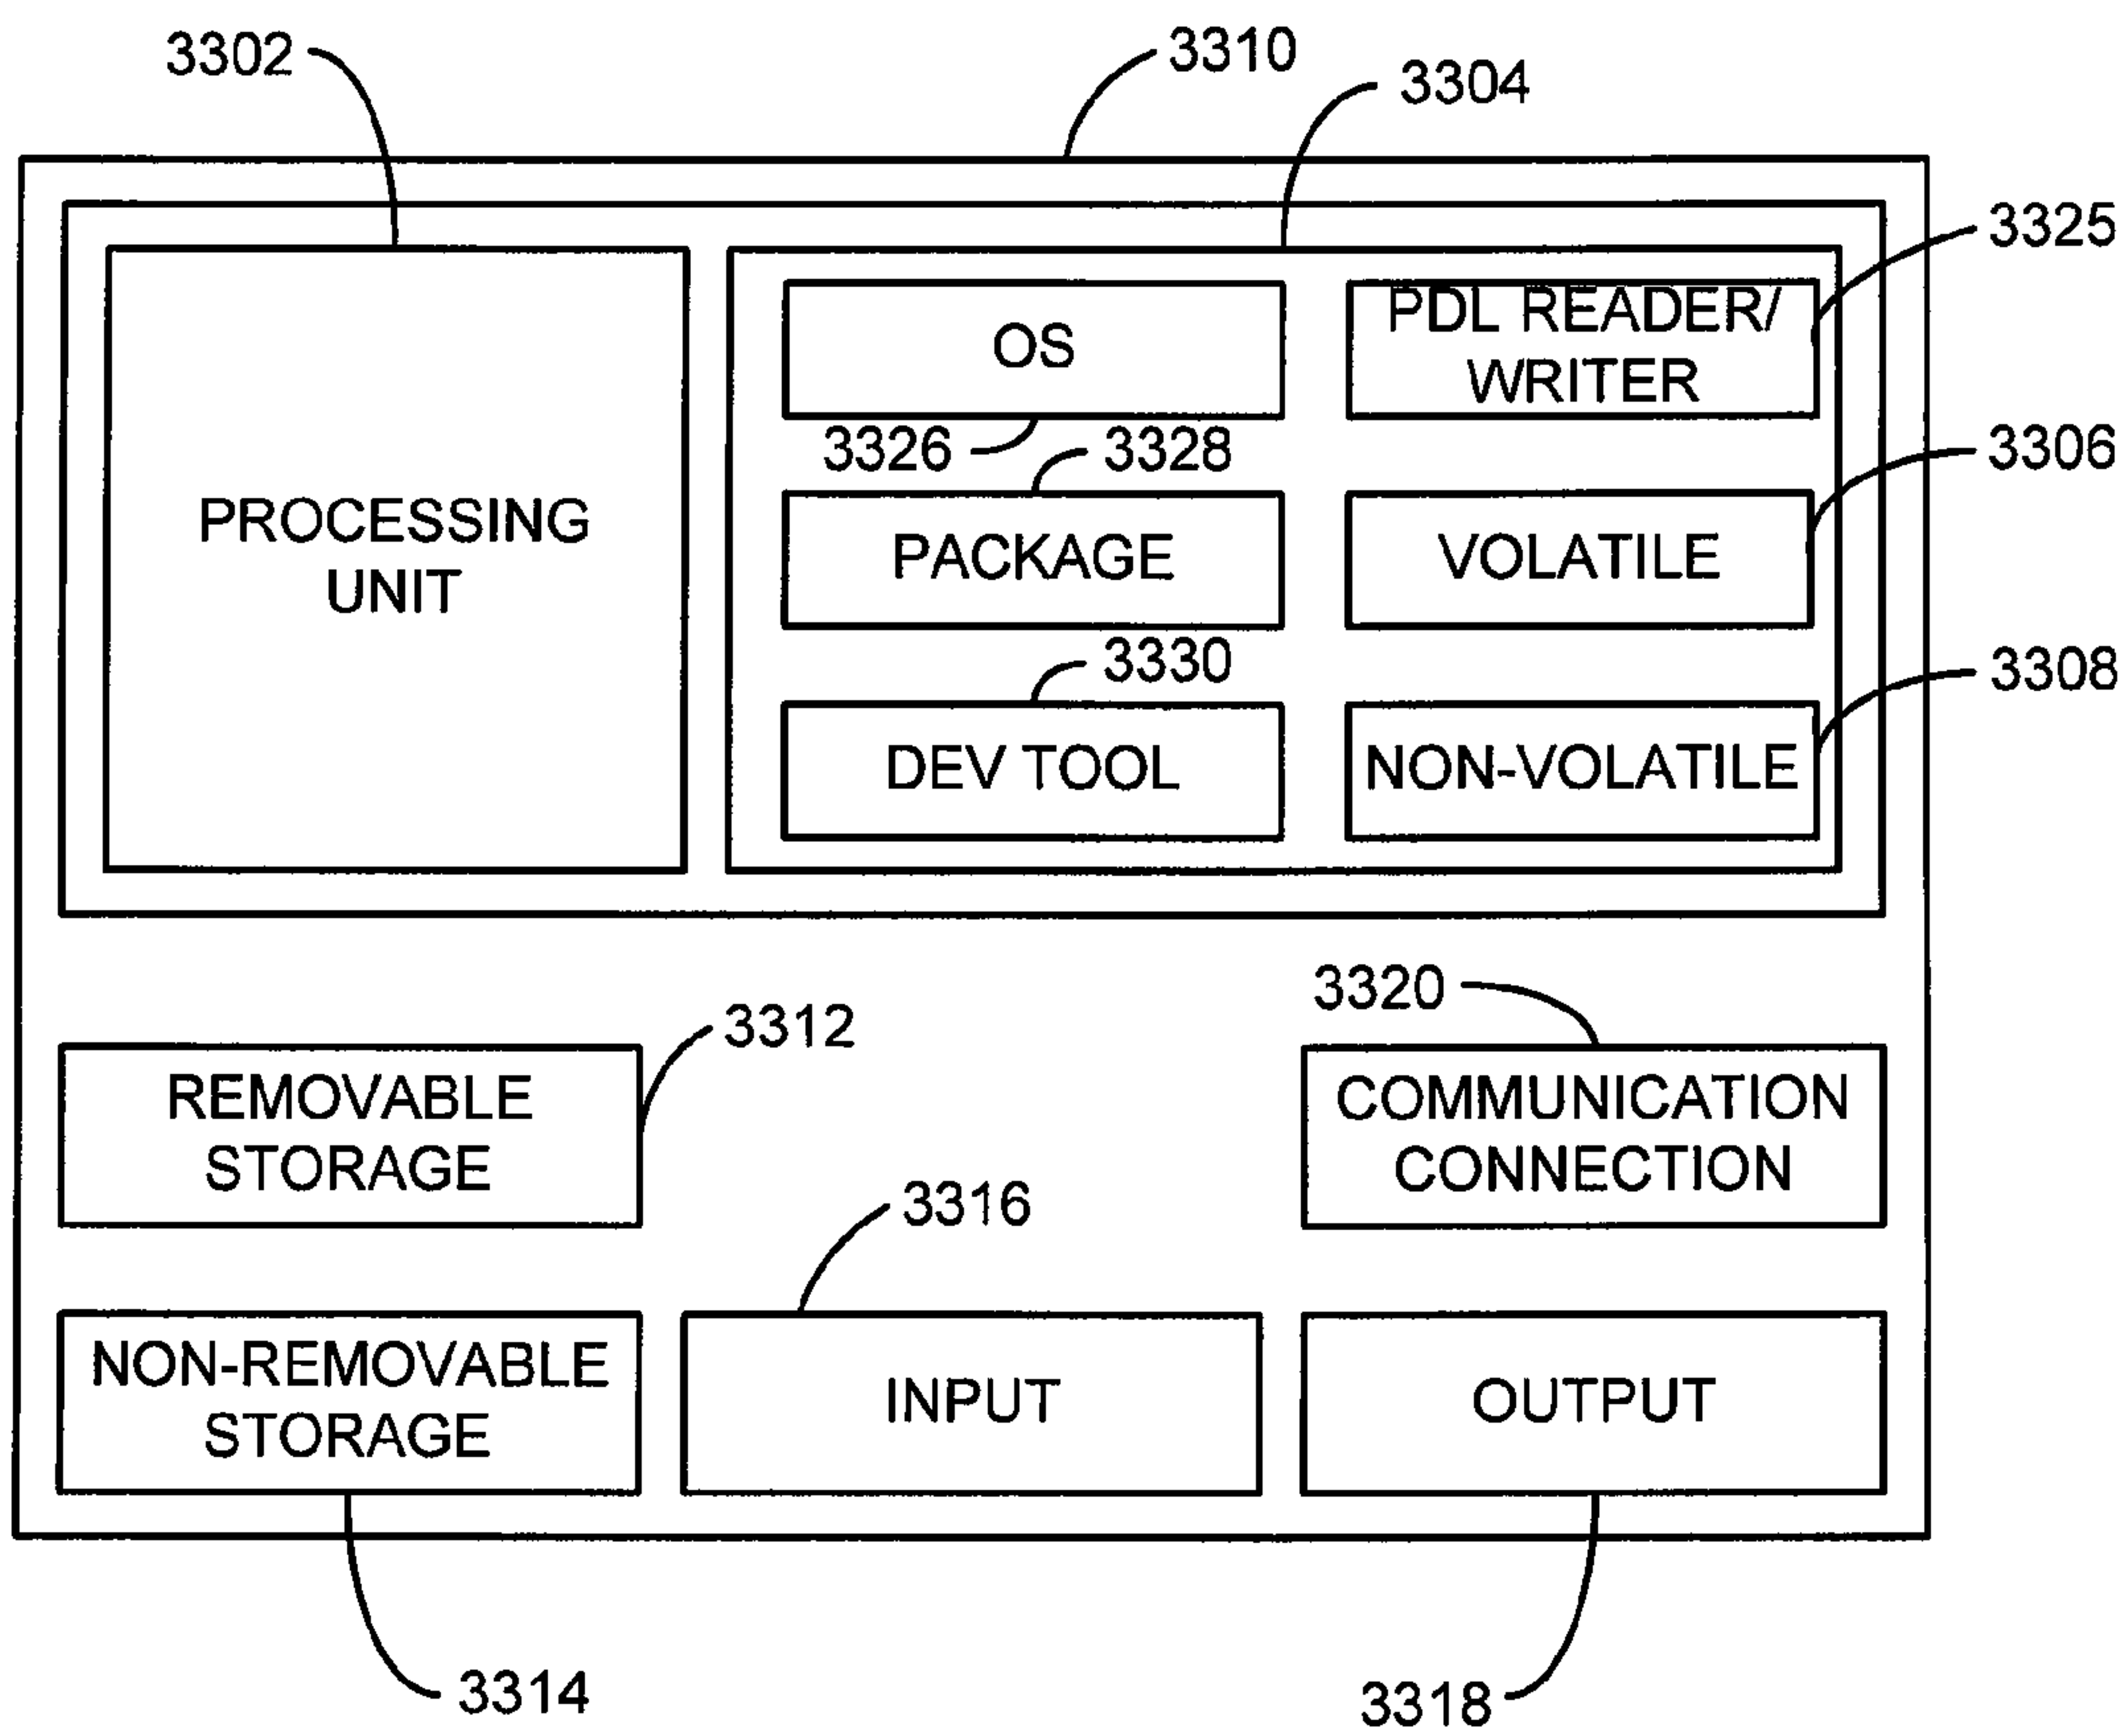 3302
3310
3304
3325
OS
PDL READER/
WRITER
3326
3328
3306
PROCESSING
UNIT
PACKAGE
VOLATILE
3330
3308
DEV TOOL
NON-VOLATILE
3320
3312
REMOVABLE
STORAGE
COMMUNICATION
CONNECTION
3316
NON-REMOVABLE
STORAGE
INPUT
OUTPUT
3314
3318